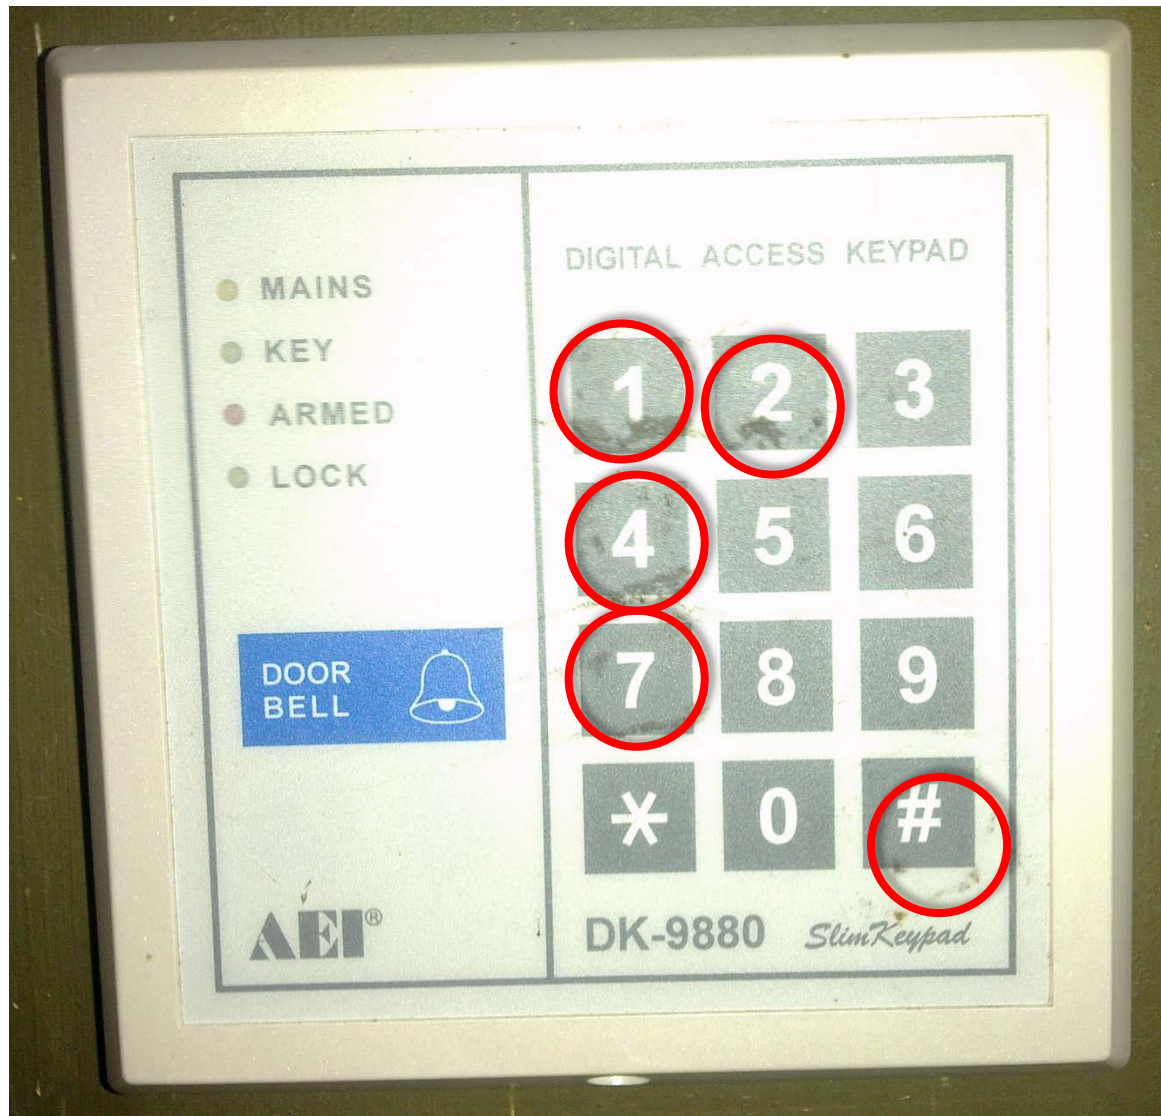 DIGITAL ACCESS KEYPAD
MAINS
KEY
ARMED
LOCK
1 2 3
4 5 6
7 8 9
* 0 #
DOOR
BELL
AEI®
DK-9880 SlimKeypad